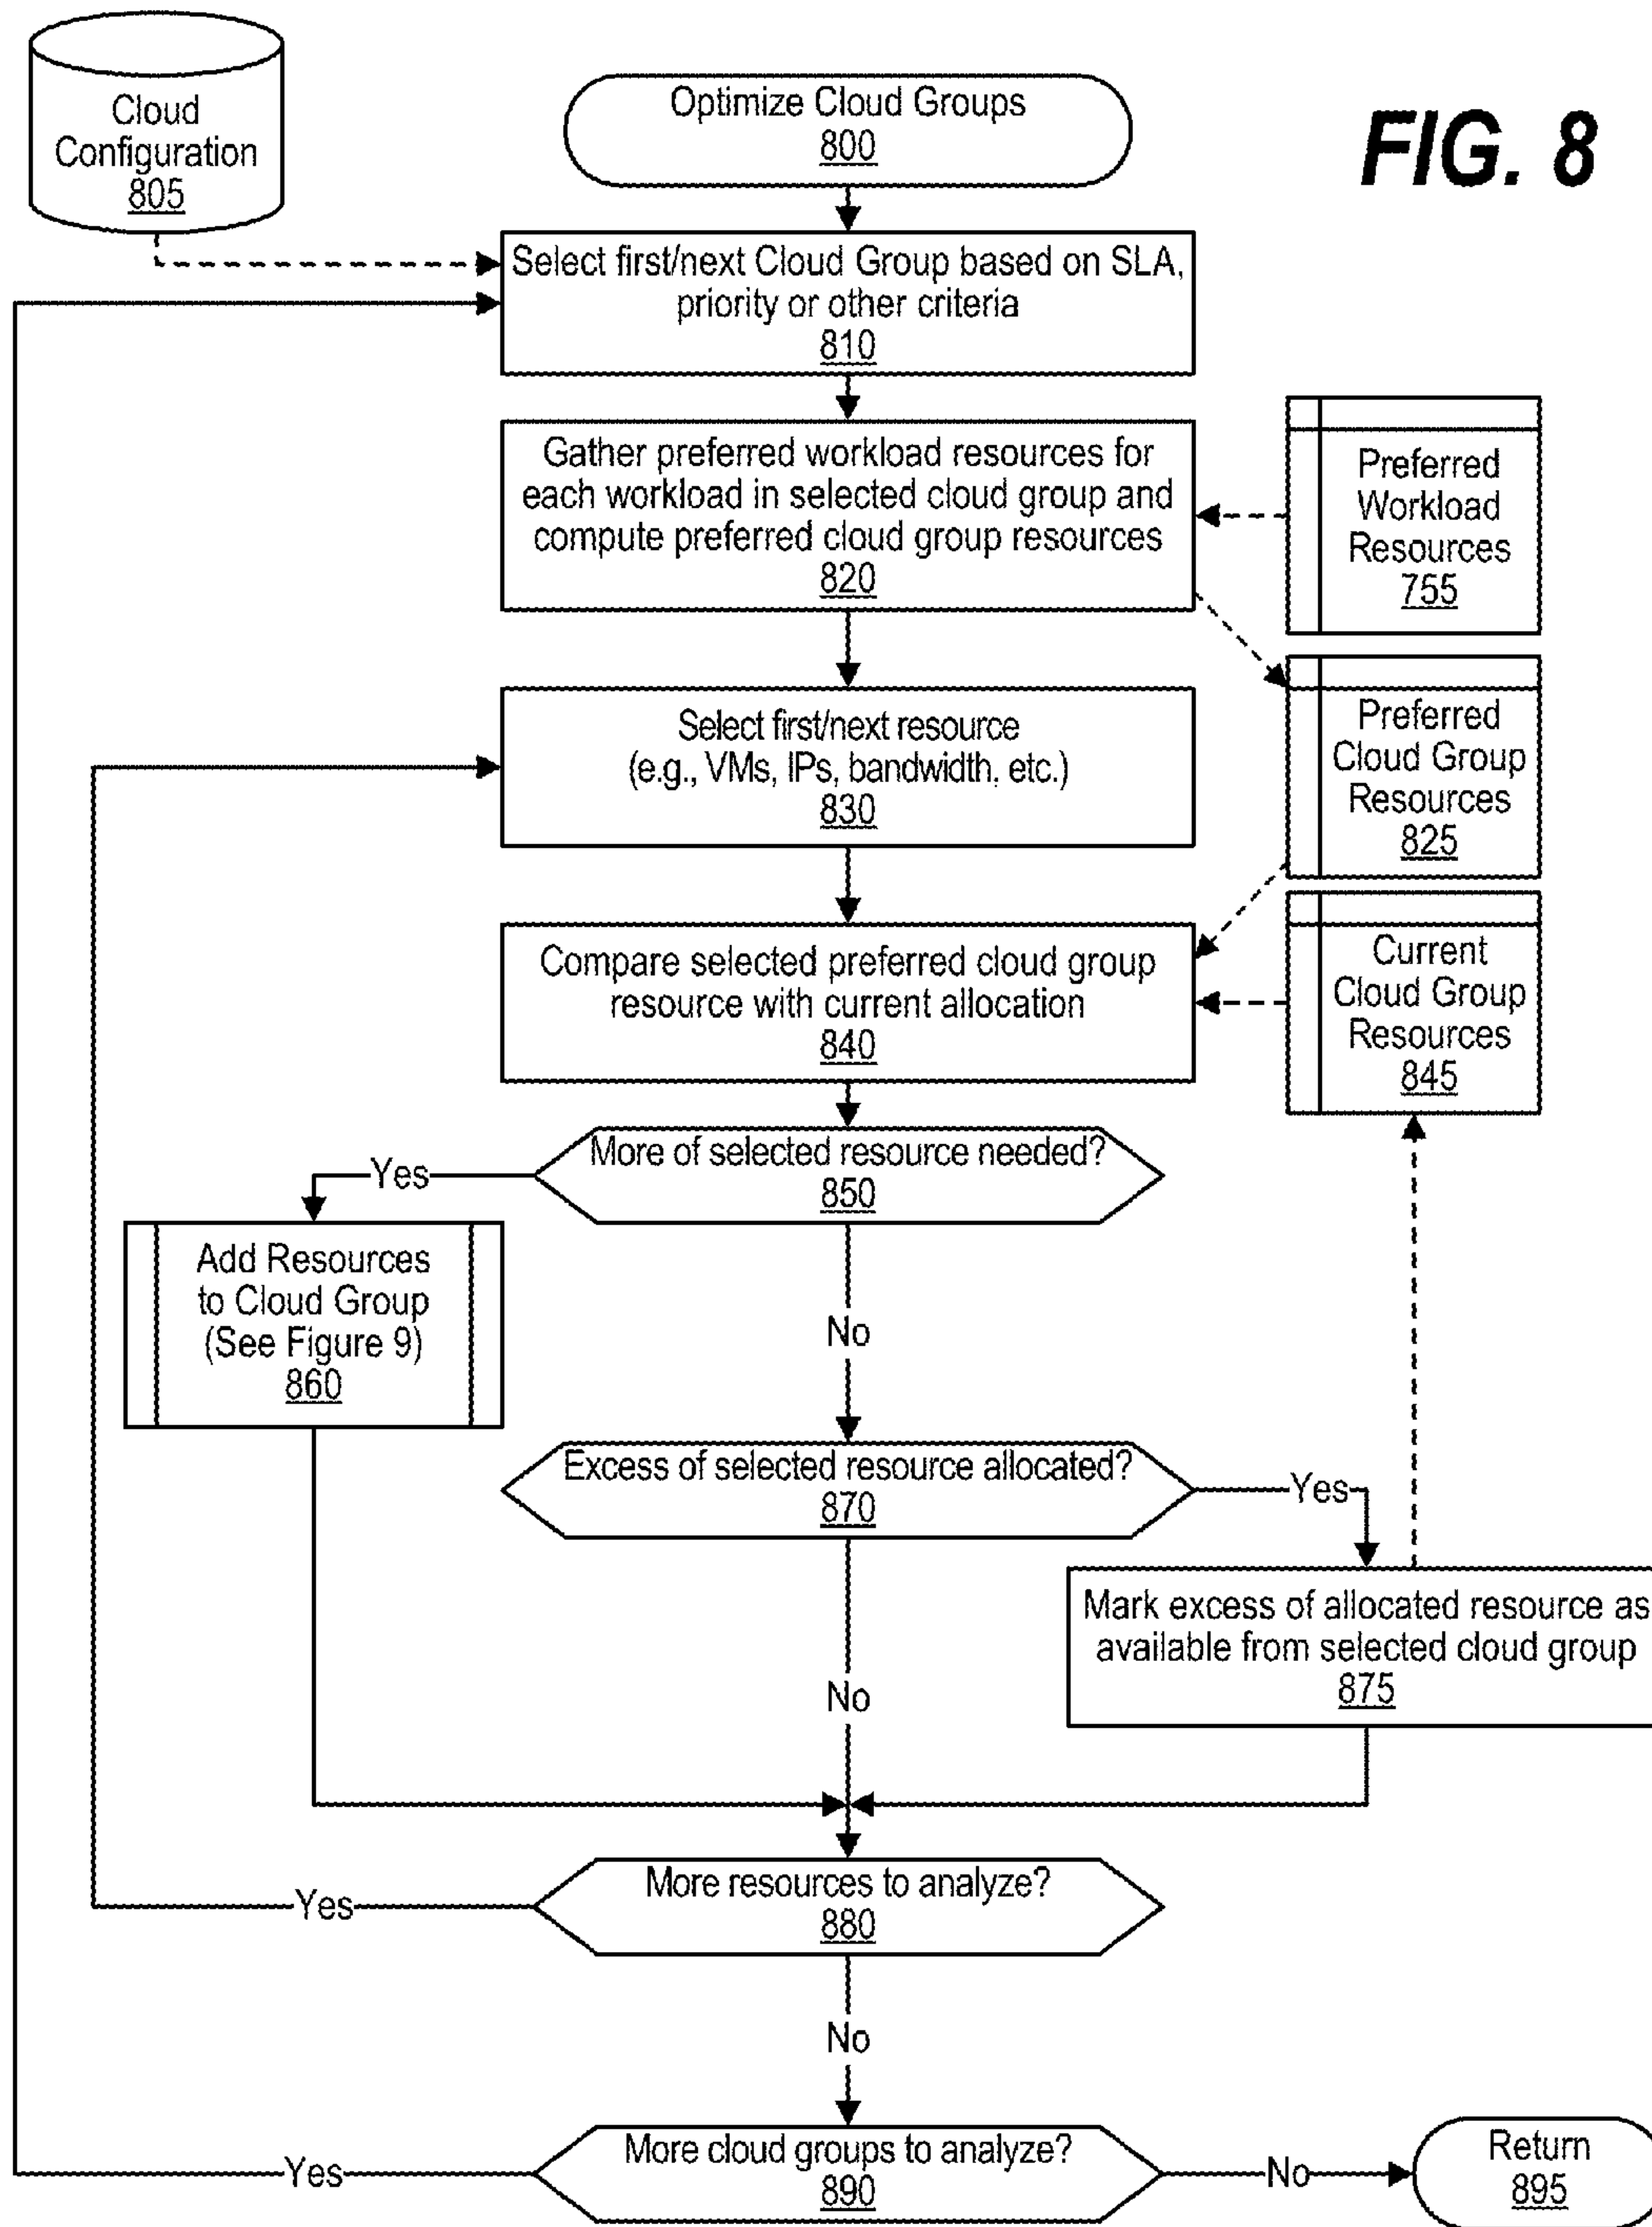 Cloud
Configuration
805
Optimize Cloud Groups
800
FIG. 8
Select first/next Cloud Group based on SLA,
priority or other criteria
810
Gather preferred workload resources for
each workload in selected cloud group and
compute preferred cloud group resources
820
Preferred
Workload
Resources
755
Select first/next resource
(e.g., VMs, IPs, bandwidth, etc.)
830
Preferred
Cloud Group
Resources
825
Compare selected preferred cloud group
resource with current allocation
840
Current
Cloud Group
Resources
845
More of selected resource needed?
850
Yes
Add Resources
to Cloud Group
(See Figure 9)
860
No
Excess of selected resource allocated?
870
Yes
Mark excess of allocated resource as
available from selected cloud group
875
No
More resources to analyze?
880
Yes
No
More cloud groups to analyze?
890
Yes
No
Return
895